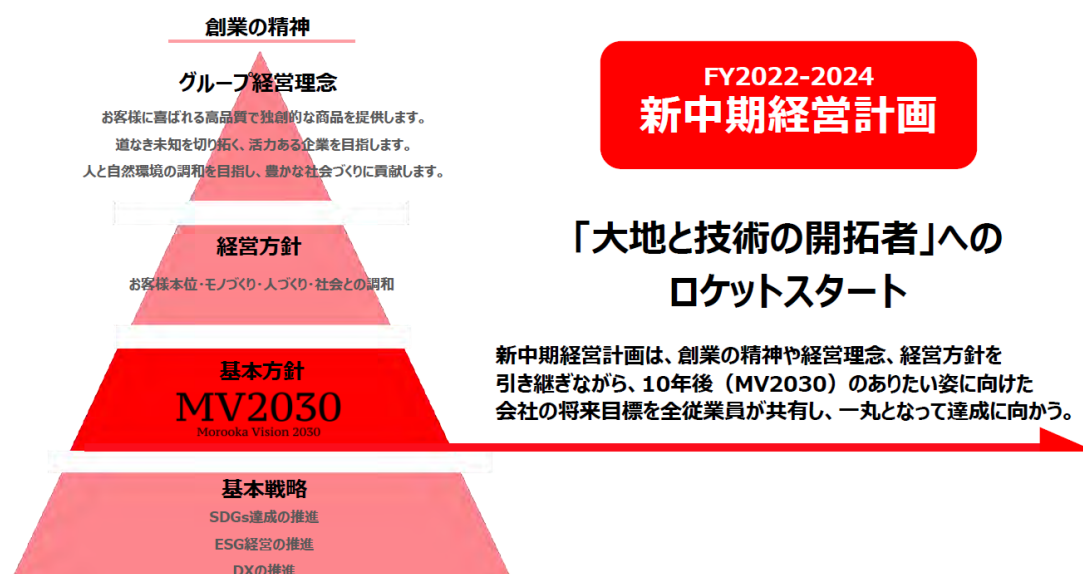 創業の精神
グループ経営理念
お客様に喜ばれる高品質で独創的な商品を提供します。
道なき未知を切り拓く、活力ある企業を目指します。
人と自然環境の調和を目指し、豊かな社会づくりに貢献します。
経営方針
お客様本位・モノづくり・人づくり・社会との調和
基本方針
MV2030
Morooka Vision 2030
基本戦略
SDGs達成の推進
ESG経営の推進
DXの推進
FY2022-2024
新中期経営計画
「大地と技術の開拓者」への
ロケットスタート
新中期経営計画は、創業の精神や経営理念、経営方針を
引き継ぎながら、10年後（MV2030）のありたい姿に向けた
会社の将来目標を全従業員が共有し、一丸となって達成に向かう。